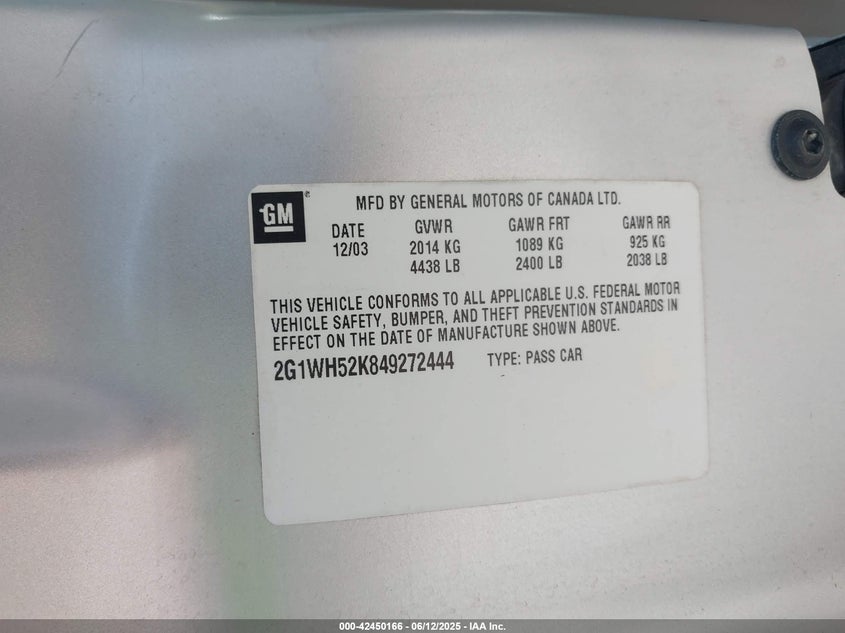 GM ® MFD BY GENERAL MOTORS OF CANADA LTD.
DATE GVWR GAWR FRT GAWR RR
12/03 2014 KG 1089 KG 925 KG
4438 LB 2400 LB 2038 LB
THIS VEHICLE CONFORMS TO ALL APPLICABLE U.S. FEDERAL MOTOR
VEHICLE SAFETY, BUMPER, AND THEFT PREVENTION STANDARDS IN
EFFECT ON THE DATE OF MANUFACTURE SHOWN ABOVE.
2G1WH52K849272444 TYPE: PASS CAR
000-42450166 - 06/12/2025 - IAA Inc.